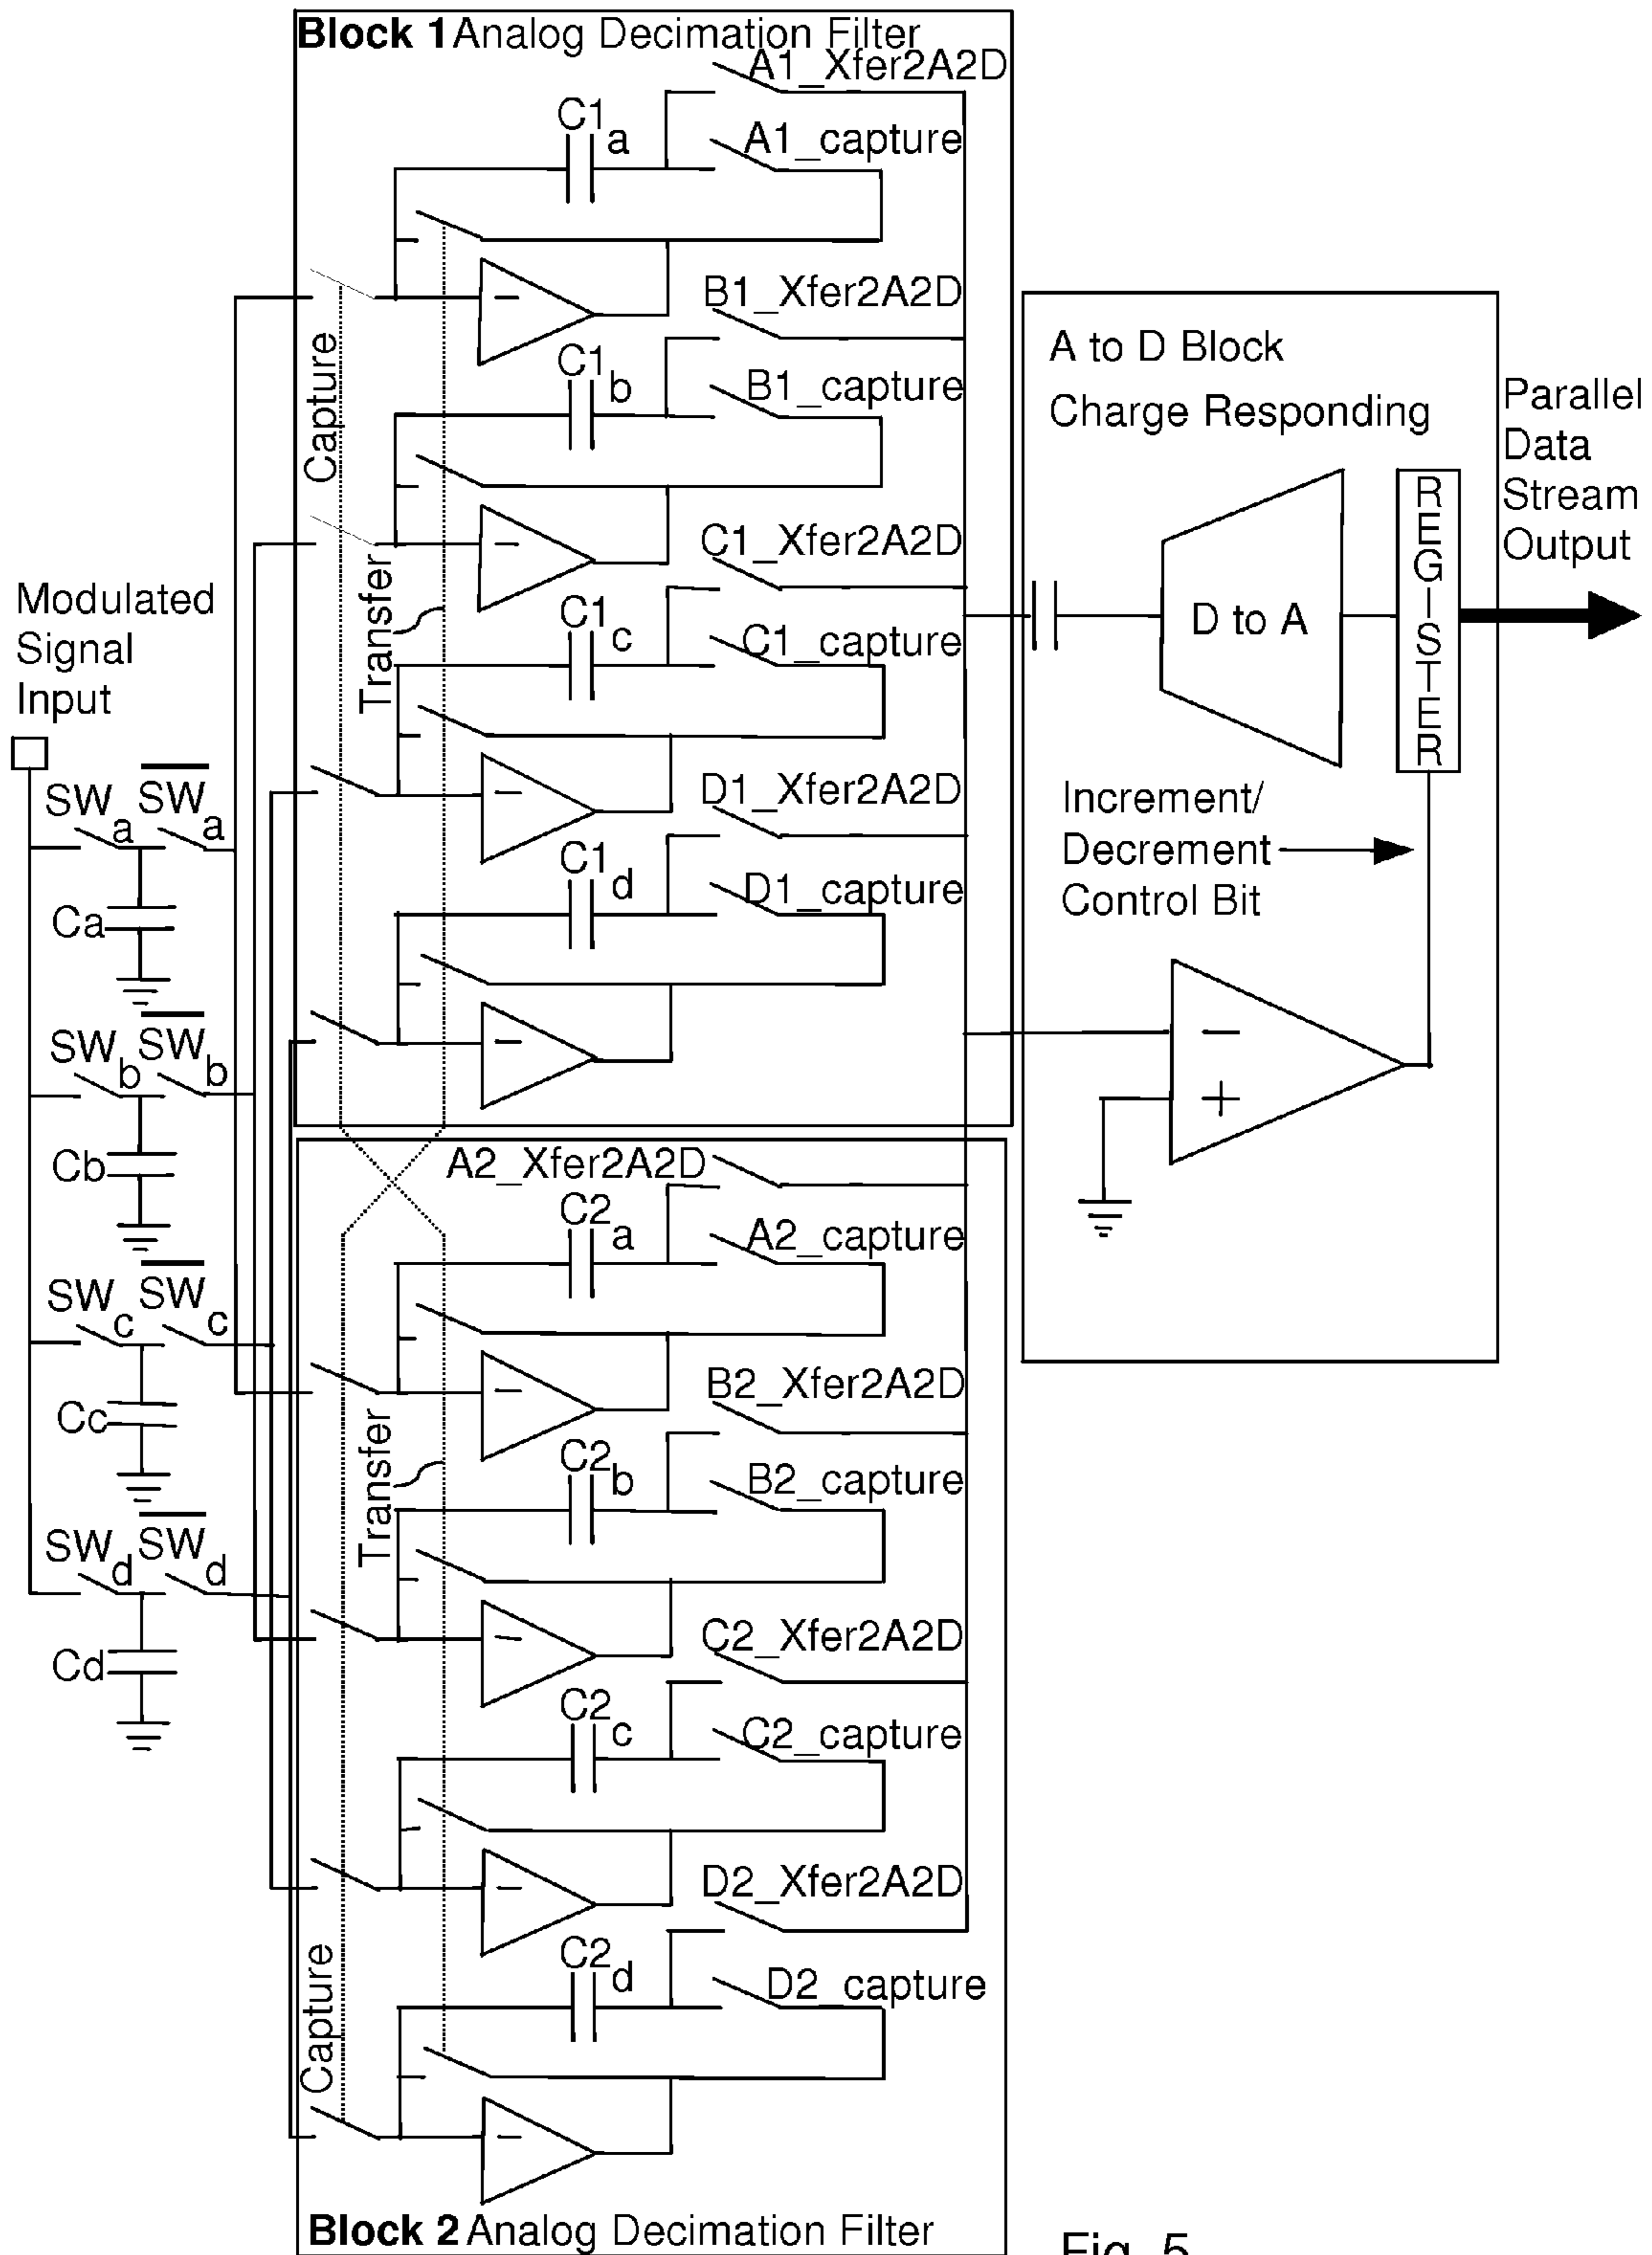 Block 1 Analog Decimation Filter
A1_Xfer2A2D
C1a
A1_capture
B1_Xfer2A2D
Capture
C1b
B1_capture
C1_Xfer2A2D
Transfer
C1c
C1_capture
D1_Xfer2A2D
C1d
D1_capture
Modulated
Signal
Input
SWa SWa
Ca
SWb SWb
Cb
SWc SWc
Cc
SWd SWd
Cd
A to D Block
Charge Responding
D to A
REGISTER
Parallel
Data
Stream
Output
Increment/
Decrement
Control Bit
+
A2_Xfer2A2D
C2a
A2_capture
B2_Xfer2A2D
Transfer
C2b
B2_capture
C2_Xfer2A2D
C2c
C2_capture
D2_Xfer2A2D
Capture
C2d
D2_capture
Block 2 Analog Decimation Filter
Fig. 5